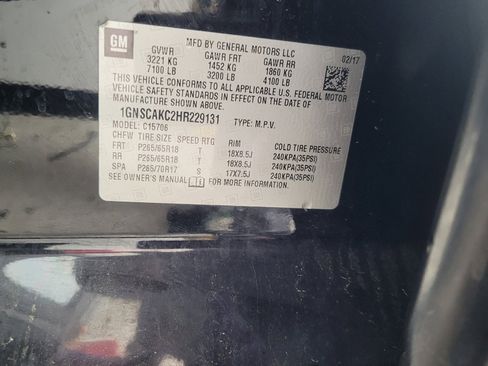 GM
MFD BY GENERAL MOTORS LLC
02/17
GVWR GAWR FRT GAWR RR
3221 KG 1452 KG 1860 KG
7100 LB 3200 LB 4100 LB
THIS VEHICLE CONFORMS TO ALL APPLICABLE U.S. FEDERAL MOTOR
VEHICLE SAFETY STANDARDS IN EFFECT ON THE DATE OF
MANUFACTURE SHOWN ABOVE.
1GNSCAKC2HR229131 TYPE: M.P.V.
MODEL: C15706
CHFW TIRE SIZE SPEED RTG RIM COLD TIRE PRESSURE
FRT P265/65R18 T 18X8.5J 240KPA(35PSI)
RR P265/65R18 T 18X8.5J 240KPA(35PSI)
SPA P265/70R17 S 17X7.5J 240KPA(35PSI)
SEE OWNER'S MANUAL FOR MORE INFORMATION.